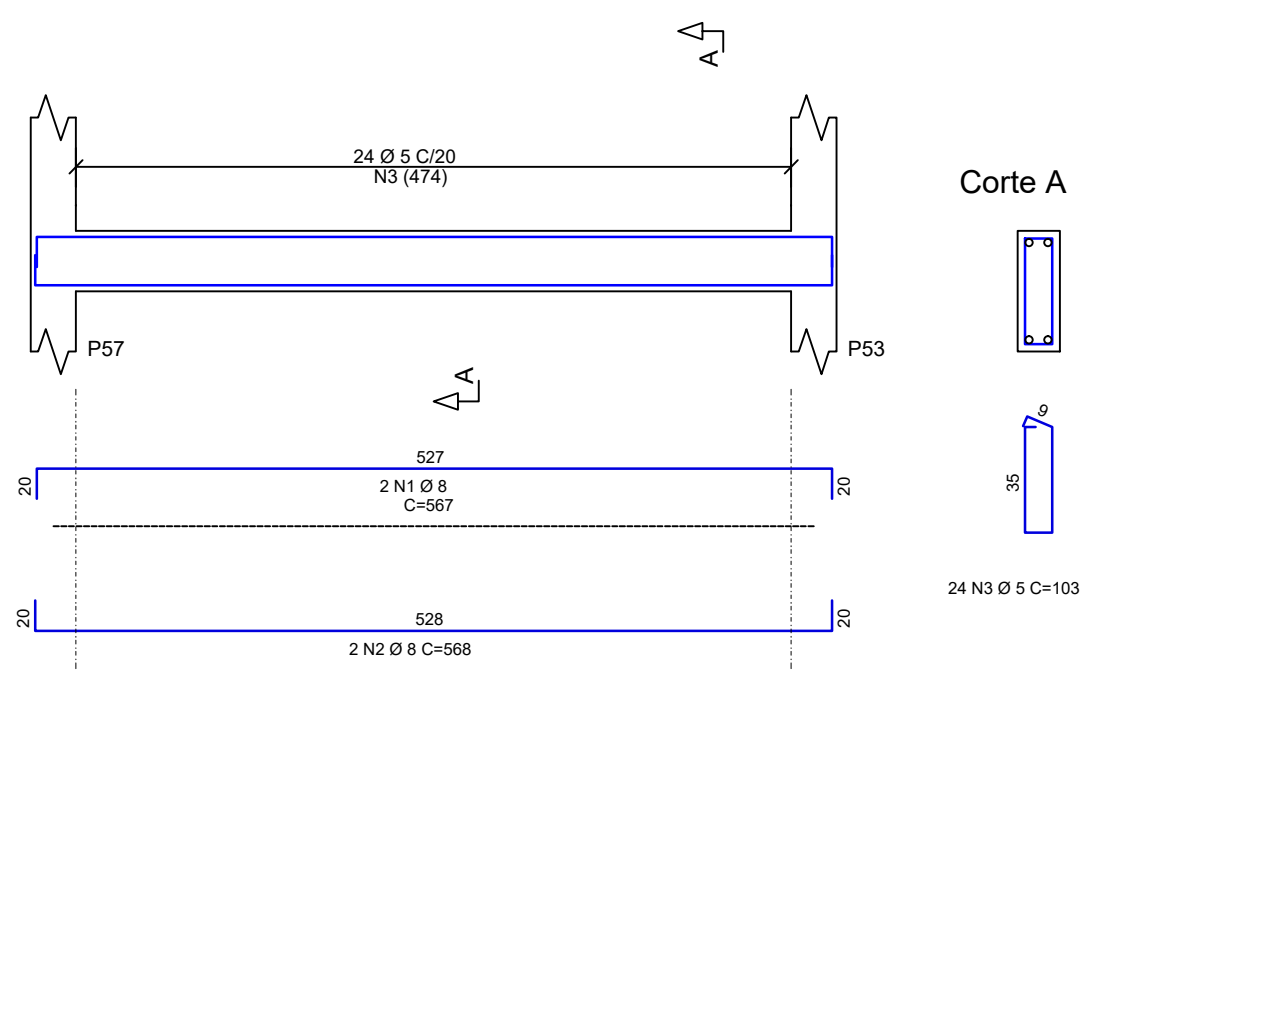 A
24 Ø 5 C/20
N3 (474)
Corte A
P57
P53
A
9
35
527
20
20
2 N1 Ø 8
C=567
24 N3 Ø 5 C=103
528
20
20
2 N2 Ø 8 C=568